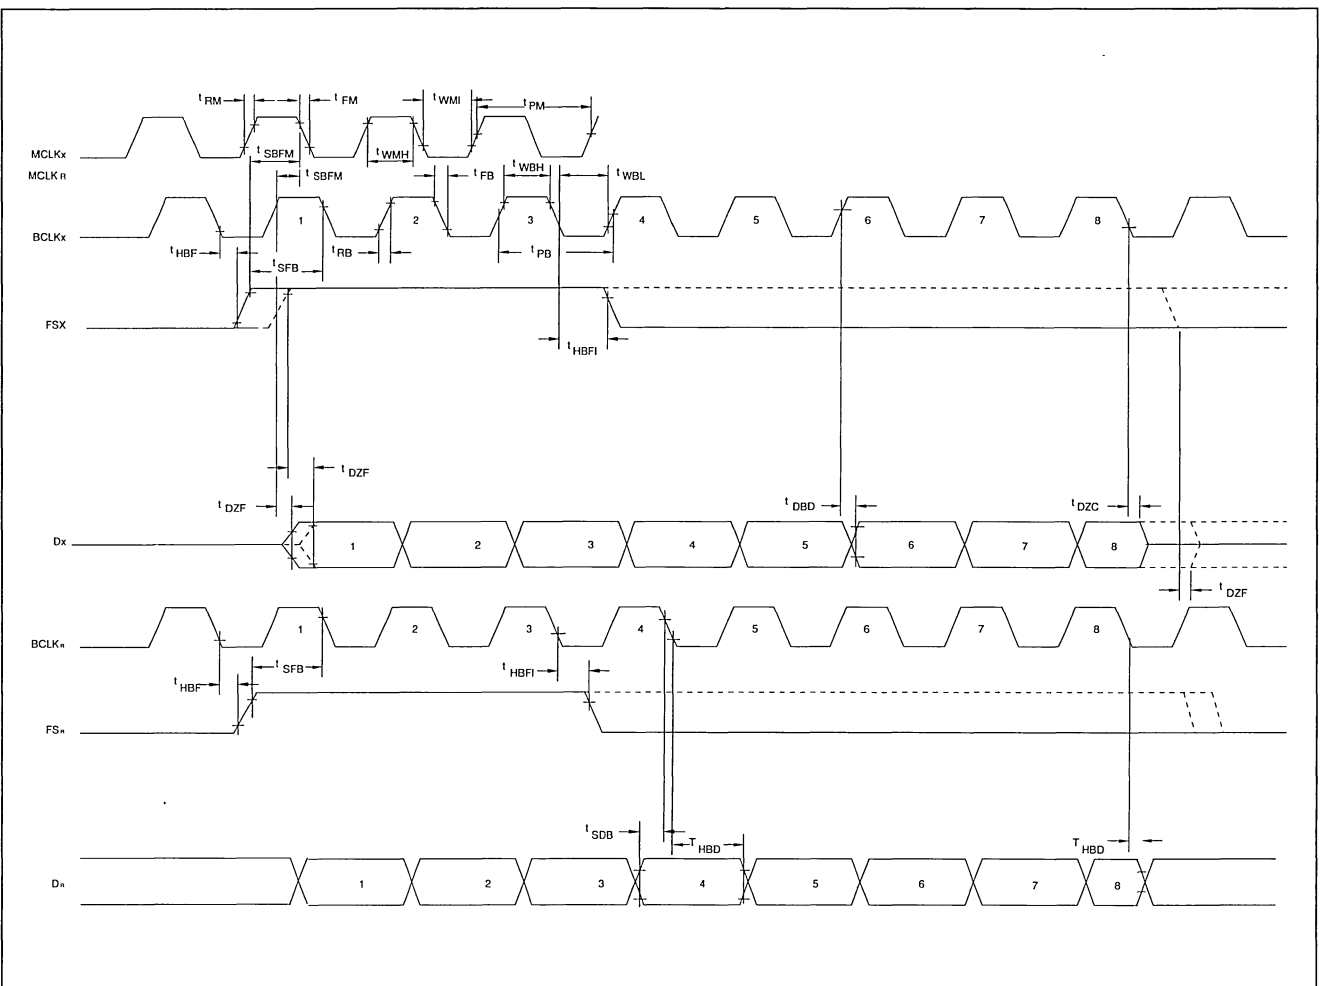 t RM t FM t WMI t PM
MCLKX
t SBFM t WMH t WBH
MCLK R t SBFM t FB t WBL
1 2 3 4 5 6 7 8
BCLKX
t HBF t SFB t RB t PB
FSX
t HBFI
t DZF
t DZF t DBD t DZC
DX 1 2 3 4 5 6 7 8
t DZF
1 2 3 4 5 6 7 8
BCLKR
t HBF t SFB t HBFI
FSR
t SDB T HBD T HBD
DR 1 2 3 4 5 6 7 8